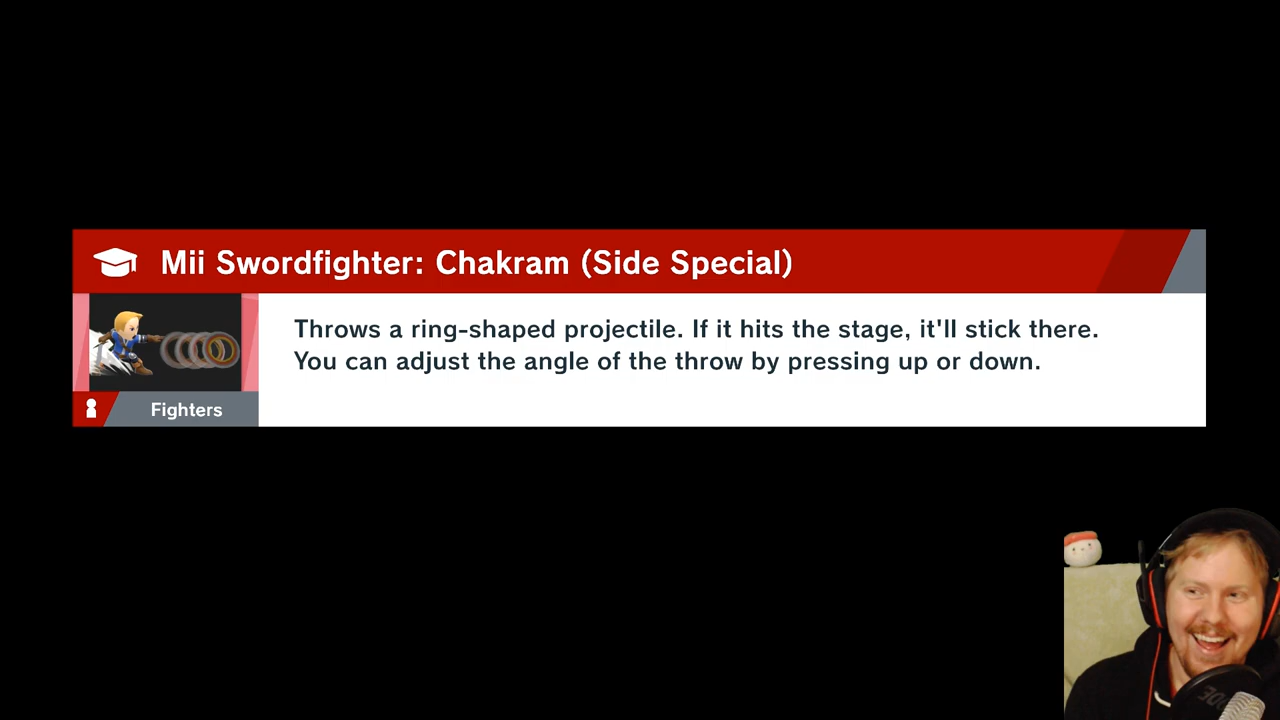 Mii Swordfighter: Chakram (Side Special)
Throws a ring-shaped projectile. If it hits the stage, it'll stick there.
You can adjust the angle of the throw by pressing up or down.
Fighters
RODE